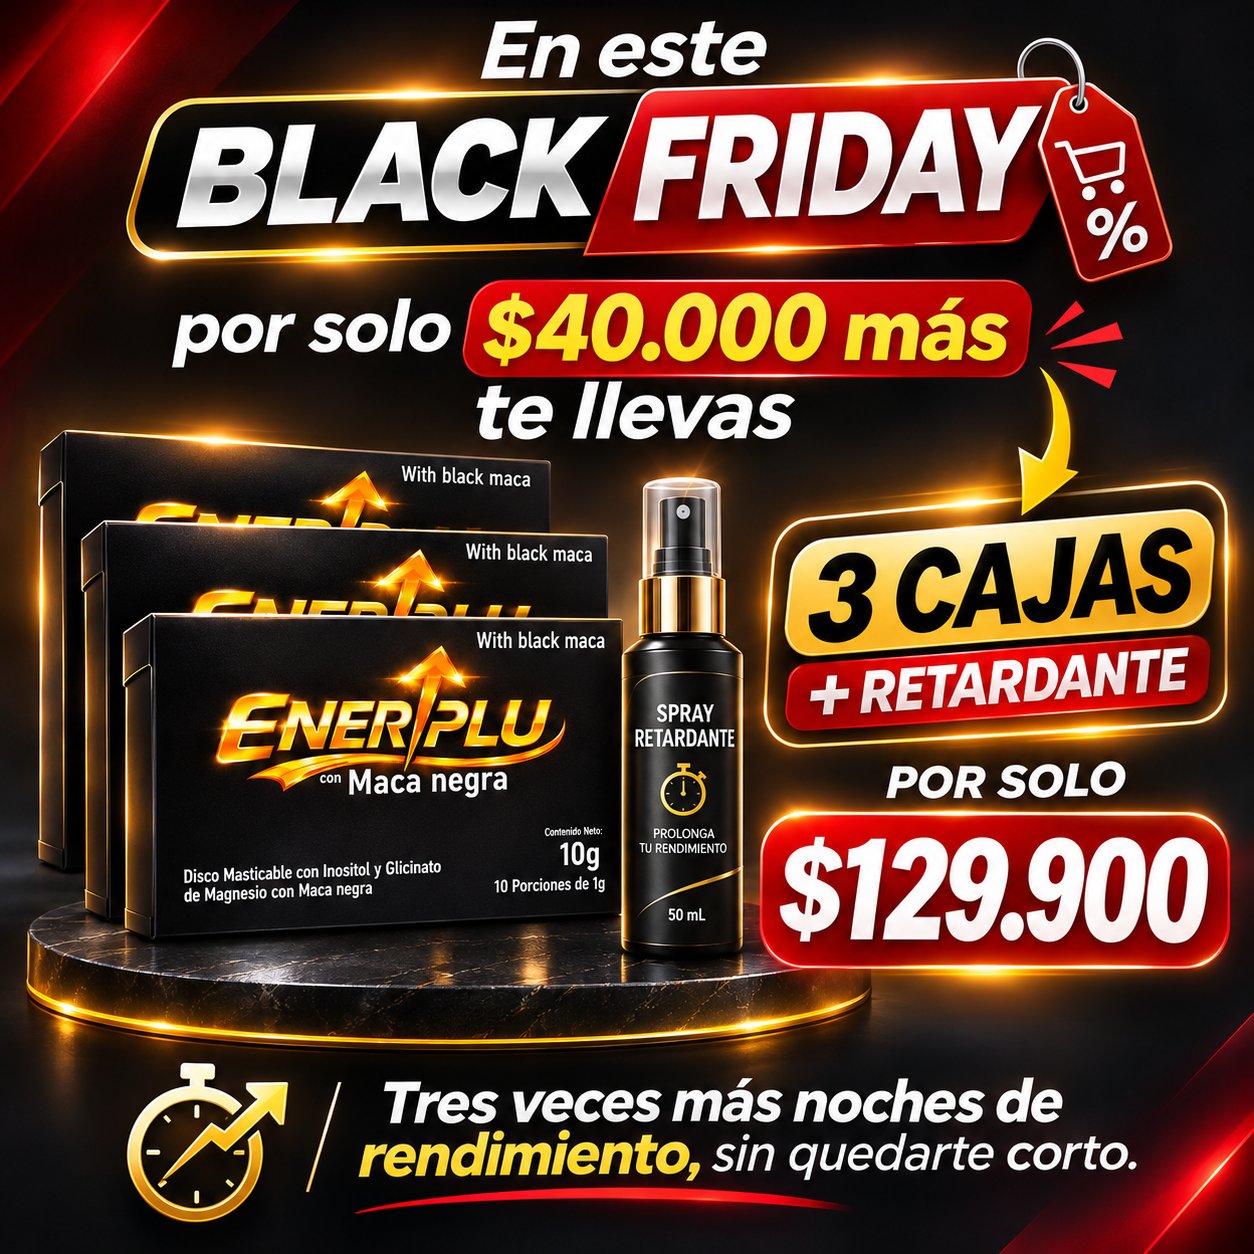 En este
BLACK FRIDAY
%
por solo $40.000 más
te llevas
With black maca
With black maca
ENERPLU
With black maca
ENERPLU
con Maca negra
Contenido Neto:
10g
10 Porciones de 1g
Disco Masticable con Inositol y Glicinato
de Magnesio con Maca negra
SPRAY
RETARDANTE
PROLONGA
TU RENDIMIENTO
50 mL
3 CAJAS
+ RETARDANTE
POR SOLO
$129.900
Tres veces más noches de
rendimiento, sin quedarte corto.